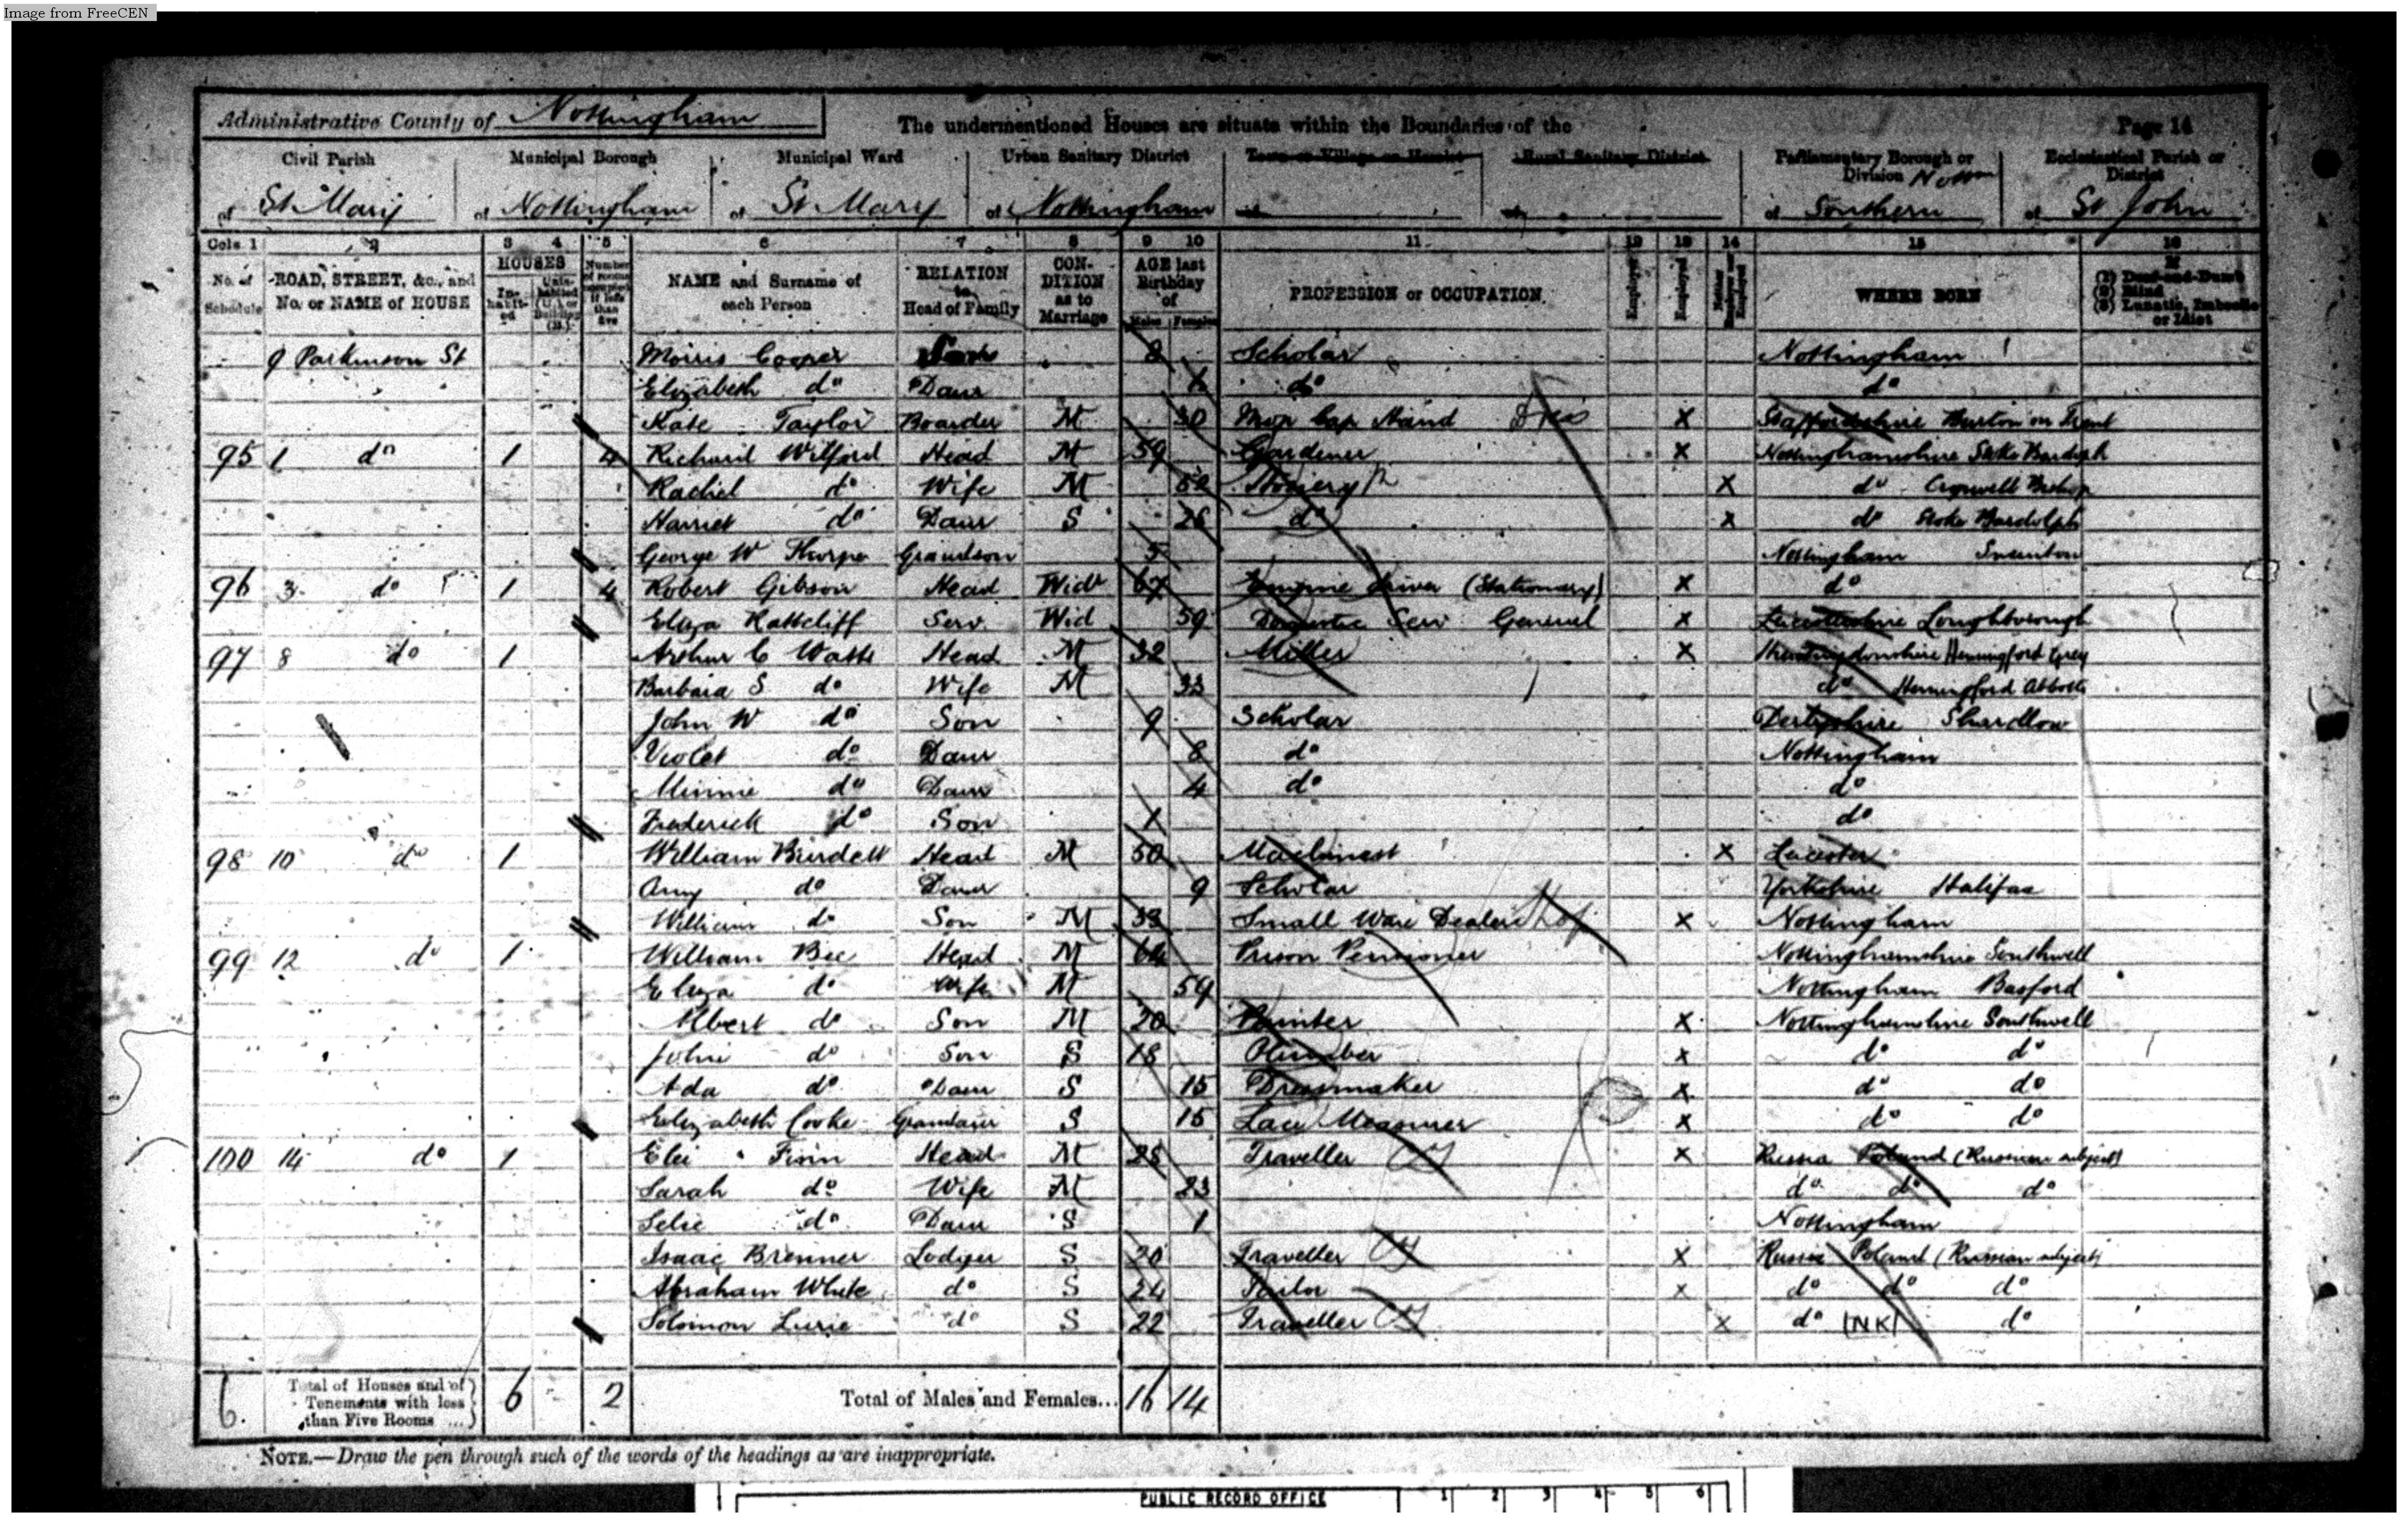 Image from FreeCEN
Administrative County of Nottingham The undermentioned Houses are situate within the Boundaries of the Page 14
Civil Parish Municipal Borough Municipal Ward Urban Sanitary District Town or Village or Hamlet Rural Sanitary District Parliamentary Borough or Division Ecclesiastical Parish or District
of St Mary of Nottingham of St Mary of Nottingham of of of Nottm Southern of St John
Cols. 1 2 3 4 5 6 7 8 9 10 11 12 13 14 15 16
No. of Schedule ROAD, STREET, &c., and No. or NAME of HOUSE HOUSES Inhabited Uninhabited (U.) or Building (B.) Number of rooms occupied if less than five NAME and Surname of each Person RELATION to Head of Family CONDITION as to Marriage AGE last Birthday of Males Females PROFESSION or OCCUPATION Employer Employed Neither Employer nor Employed WHERE BORN If (1) Deaf-and-Dumb (2) Blind (3) Lunatic, Imbecile or Idiot
9 Parkinson St Morris Cooper 8 Scholar Nottingham
Elizabeth do Daur do do
Kate Taylor Boarder M 30 Cap Hand X Staffordshire Burton on Trent
95 1 do 1 4 Richard Wilford Head M 59 Gardener X Nottinghamshire Stoke Bardolph
Rachel do Wife M 52 Hosiery X do Cropwell Bishop
Harriet do Daur S 26 do X do Stoke Bardolph
George W Thorpe Grandson 5 Nottingham Sneinton
96 3 do 1 4 Robert Gibson Head Widr 67 Engine driver (Stationary) X do
Eliza Rattcliff Serv Wid 59 Domestic Serv General X Leicestershire Loughborough
97 8 do 1 Arthur C Watts Head M 32 Miller X Huntingdonshire Hemingford Grey
Barbara S do Wife M 33 do Hemingford Abbots
John W do Son 9 Scholar Derbyshire Shardlow
Violet do Daur 8 do Nottingham
Minnie do Daur 4 do do
Frederick do Son 1 do
98 10 do 1 William Burdett Head M 50 Machinest X Leicester
Amy do Daur 9 Scholar Yorkshire Halifax
William do Son M 33 Small Ware Dealer X Nottingham
99 12 do 1 William Bee Head M 64 Prison Pensioner Nottinghamshire Southwell
Eliza do Wife M 59 Nottingham Basford
Albert do Son M 20 Painter X Nottinghamshire Southwell
John do Son S 18 Plumber X do do
Ada do Daur S 15 Dressmaker X do do
Elizabeth Cooke Grandaur S 15 Lace Measurer X do do
100 14 do 1 Elei Finn Head M 25 Traveller X Russia Poland (Russian subject)
Sarah do Wife M 23 do do do
Selie do Daur S 1 Nottingham
Isaac Brenner Lodger S 20 Traveller X Russia Poland (Russian subject)
Abraham White do S 24 Tailor X do do do
Solomon Lurie do S 22 Traveller X do (NK) do
6. Total of Houses and of Tenements with less than Five Rooms ... 6 2 Total of Males and Females... 16 14
NOTE.—Draw the pen through such of the words of the headings as are inappropriate.
PUBLIC RECORD OFFICE 1 2 3 4 5 6